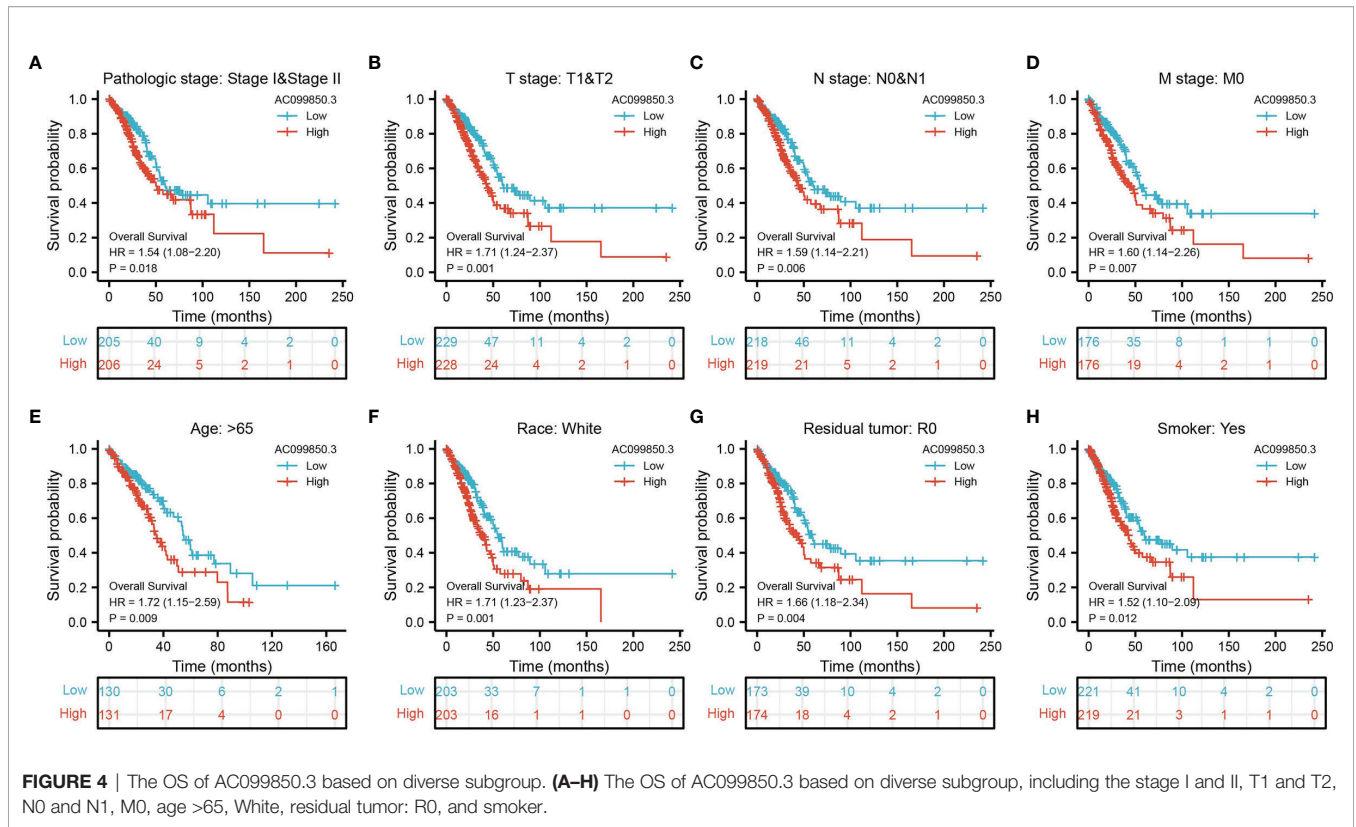 A
Pathologic stage: Stage I&Stage II
AC099850.3
Low
High
Survival probability
1.0
0.8
0.6
0.4
0.2
0.0
Overall Survival
HR = 1.54 (1.08−2.20)
P = 0.018
0 50 100 150 200 250
Time (months)
Low 205 40 9 4 2 0
High 206 24 5 2 1 0
B
T stage: T1&T2
AC099850.3
Low
High
Survival probability
1.0
0.8
0.6
0.4
0.2
0.0
Overall Survival
HR = 1.71 (1.24−2.37)
P = 0.001
0 50 100 150 200 250
Time (months)
Low 229 47 11 4 2 0
High 228 24 4 2 1 0
C
N stage: N0&N1
AC099850.3
Low
High
Survival probability
1.0
0.8
0.6
0.4
0.2
0.0
Overall Survival
HR = 1.59 (1.14−2.21)
P = 0.006
0 50 100 150 200 250
Time (months)
Low 218 46 11 4 2 0
High 219 21 5 2 1 0
D
M stage: M0
AC099850.3
Low
High
Survival probability
1.0
0.8
0.6
0.4
0.2
0.0
Overall Survival
HR = 1.60 (1.14−2.26)
P = 0.007
0 50 100 150 200 250
Time (months)
Low 176 35 8 1 1 0
High 176 19 4 2 1 0
E
Age: >65
AC099850.3
Low
High
Survival probability
1.0
0.8
0.6
0.4
0.2
0.0
Overall Survival
HR = 1.72 (1.15−2.59)
P = 0.009
0 40 80 120 160
Time (months)
Low 130 30 6 2 1
High 131 17 4 0 0
F
Race: White
AC099850.3
Low
High
Survival probability
1.0
0.8
0.6
0.4
0.2
0.0
Overall Survival
HR = 1.71 (1.23−2.37)
P = 0.001
0 50 100 150 200 250
Time (months)
Low 203 33 7 1 1 0
High 203 16 1 1 0 0
G
Residual tumor: R0
AC099850.3
Low
High
Survival probability
1.0
0.8
0.6
0.4
0.2
0.0
Overall Survival
HR = 1.66 (1.18−2.34)
P = 0.004
0 50 100 150 200 250
Time (months)
Low 173 39 10 4 2 0
High 174 18 4 2 1 0
H
Smoker: Yes
AC099850.3
Low
High
Survival probability
1.0
0.8
0.6
0.4
0.2
0.0
Overall Survival
HR = 1.52 (1.10−2.09)
P = 0.012
0 50 100 150 200 250
Time (months)
Low 221 41 10 4 2 0
High 219 21 3 1 1 0
FIGURE 4 | The OS of AC099850.3 based on diverse subgroup. (A–H) The OS of AC099850.3 based on diverse subgroup, including the stage I and II, T1 and T2,
N0 and N1, M0, age >65, White, residual tumor: R0, and smoker.